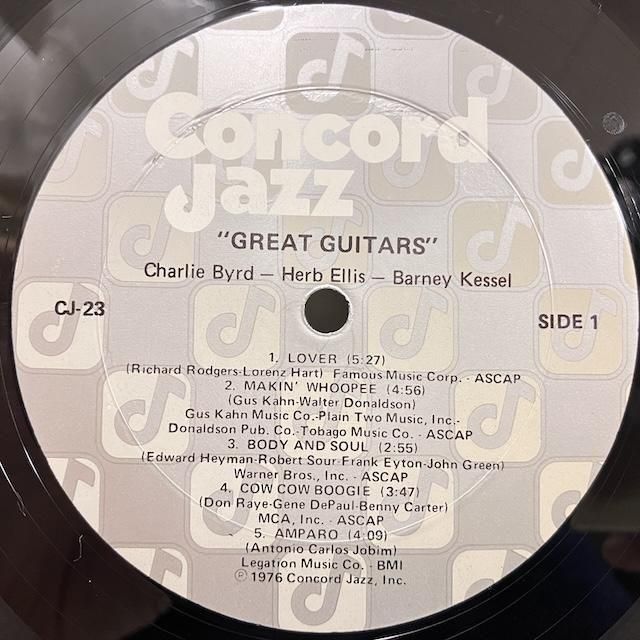 Concord
Jazz
"GREAT GUITARS"
Charlie Byrd — Herb Ellis — Barney Kessel
CJ-23
SIDE 1
1. LOVER (5:27)
(Richard Rodgers-Lorenz Hart) Famous Music Corp. - ASCAP
2. MAKIN' WHOOPEE (4:56)
(Gus Kahn-Walter Donaldson)
Gus Kahn Music Co.-Plain Two Music, Inc.-
Donaldson Pub. Co.-Tobago Music Co. - ASCAP
3. BODY AND SOUL (2:55)
(Edward Heyman-Robert Sour-Frank Eyton-John Green)
Warner Bros., Inc. - ASCAP
4. COW COW BOOGIE (3:47)
(Don Raye-Gene DePaul-Benny Carter)
MCA, Inc. - ASCAP
5. AMPARO (4:09)
(Antonio Carlos Jobim)
Legation Music Co. - BMI
℗ 1976 Concord Jazz, Inc.